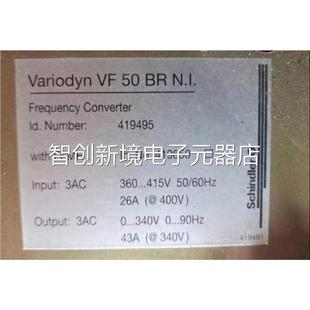 Variodyn VF 50 BR N.I.
Frequency Converter
Id. Number: 419495
with
智创新境电子元器店
Input: 3AC 360...415V 50/60Hz
26A (@ 400V)
Output: 3AC 0...340V 0...90Hz
43A (@ 340V)
Schindler
419491